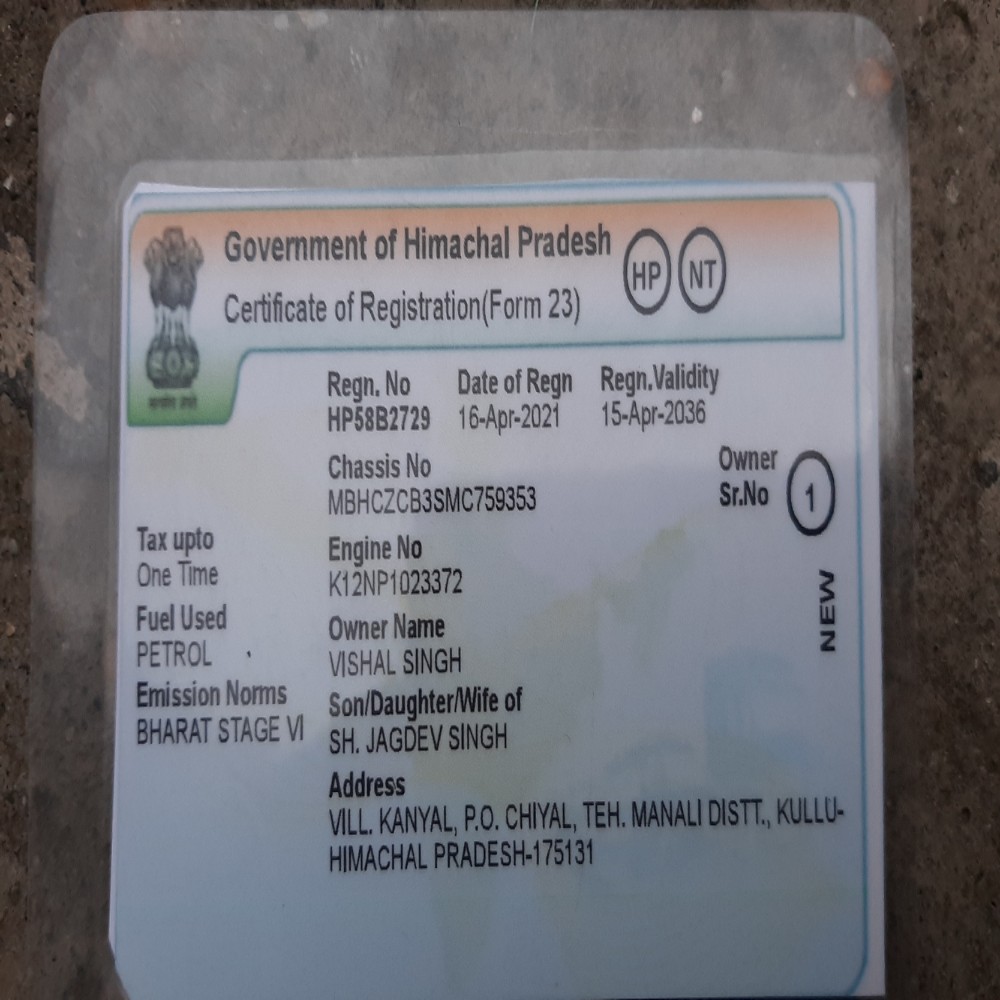 Government of Himachal Pradesh
Certificate of Registration(Form 23)
HP NT
Regn. No Date of Regn Regn.Validity
HP58B2729 16-Apr-2021 15-Apr-2036
Chassis No
MBHCZCB3SMC759353
Owner
Sr.No 1
Tax upto
One Time
Engine No
K12NP1023372
NEW
Fuel Used
PETROL
Owner Name
VISHAL SINGH
Emission Norms
BHARAT STAGE VI
Son/Daughter/Wife of
SH. JAGDEV SINGH
Address
VILL. KANYAL, P.O. CHIYAL, TEH. MANALI DISTT., KULLU-
HIMACHAL PRADESH-175131